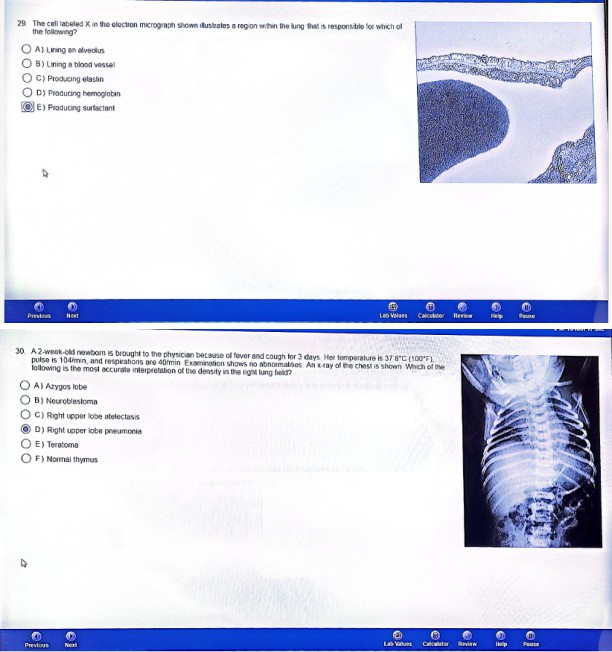 29. The cell labeled X in the electron micrograph shown illustrates a region within the lung that is responsible for which of
the following?
A) Lining an alveolus
B) Lining a blood vessel
C) Producing elastin
D) Producing hemoglobin
E) Producing surfactant
Previous Next Lab Values Calculator Review Help Pause
30. A 2-week-old newborn is brought to the physician because of fever and cough for 3 days. Her temperature is 37.8°C (100°F),
pulse is 104/min, and respirations are 40/min. Examination shows no abnormalities. An x-ray of the chest is shown. Which of the
following is the most accurate interpretation of the density in the right lung field?
A) Azygos lobe
B) Neuroblastoma
C) Right upper lobe atelectasis
D) Right upper lobe pneumonia
E) Teratoma
F) Normal thymus
Previous Next Lab Values Calculator Review Help Pause